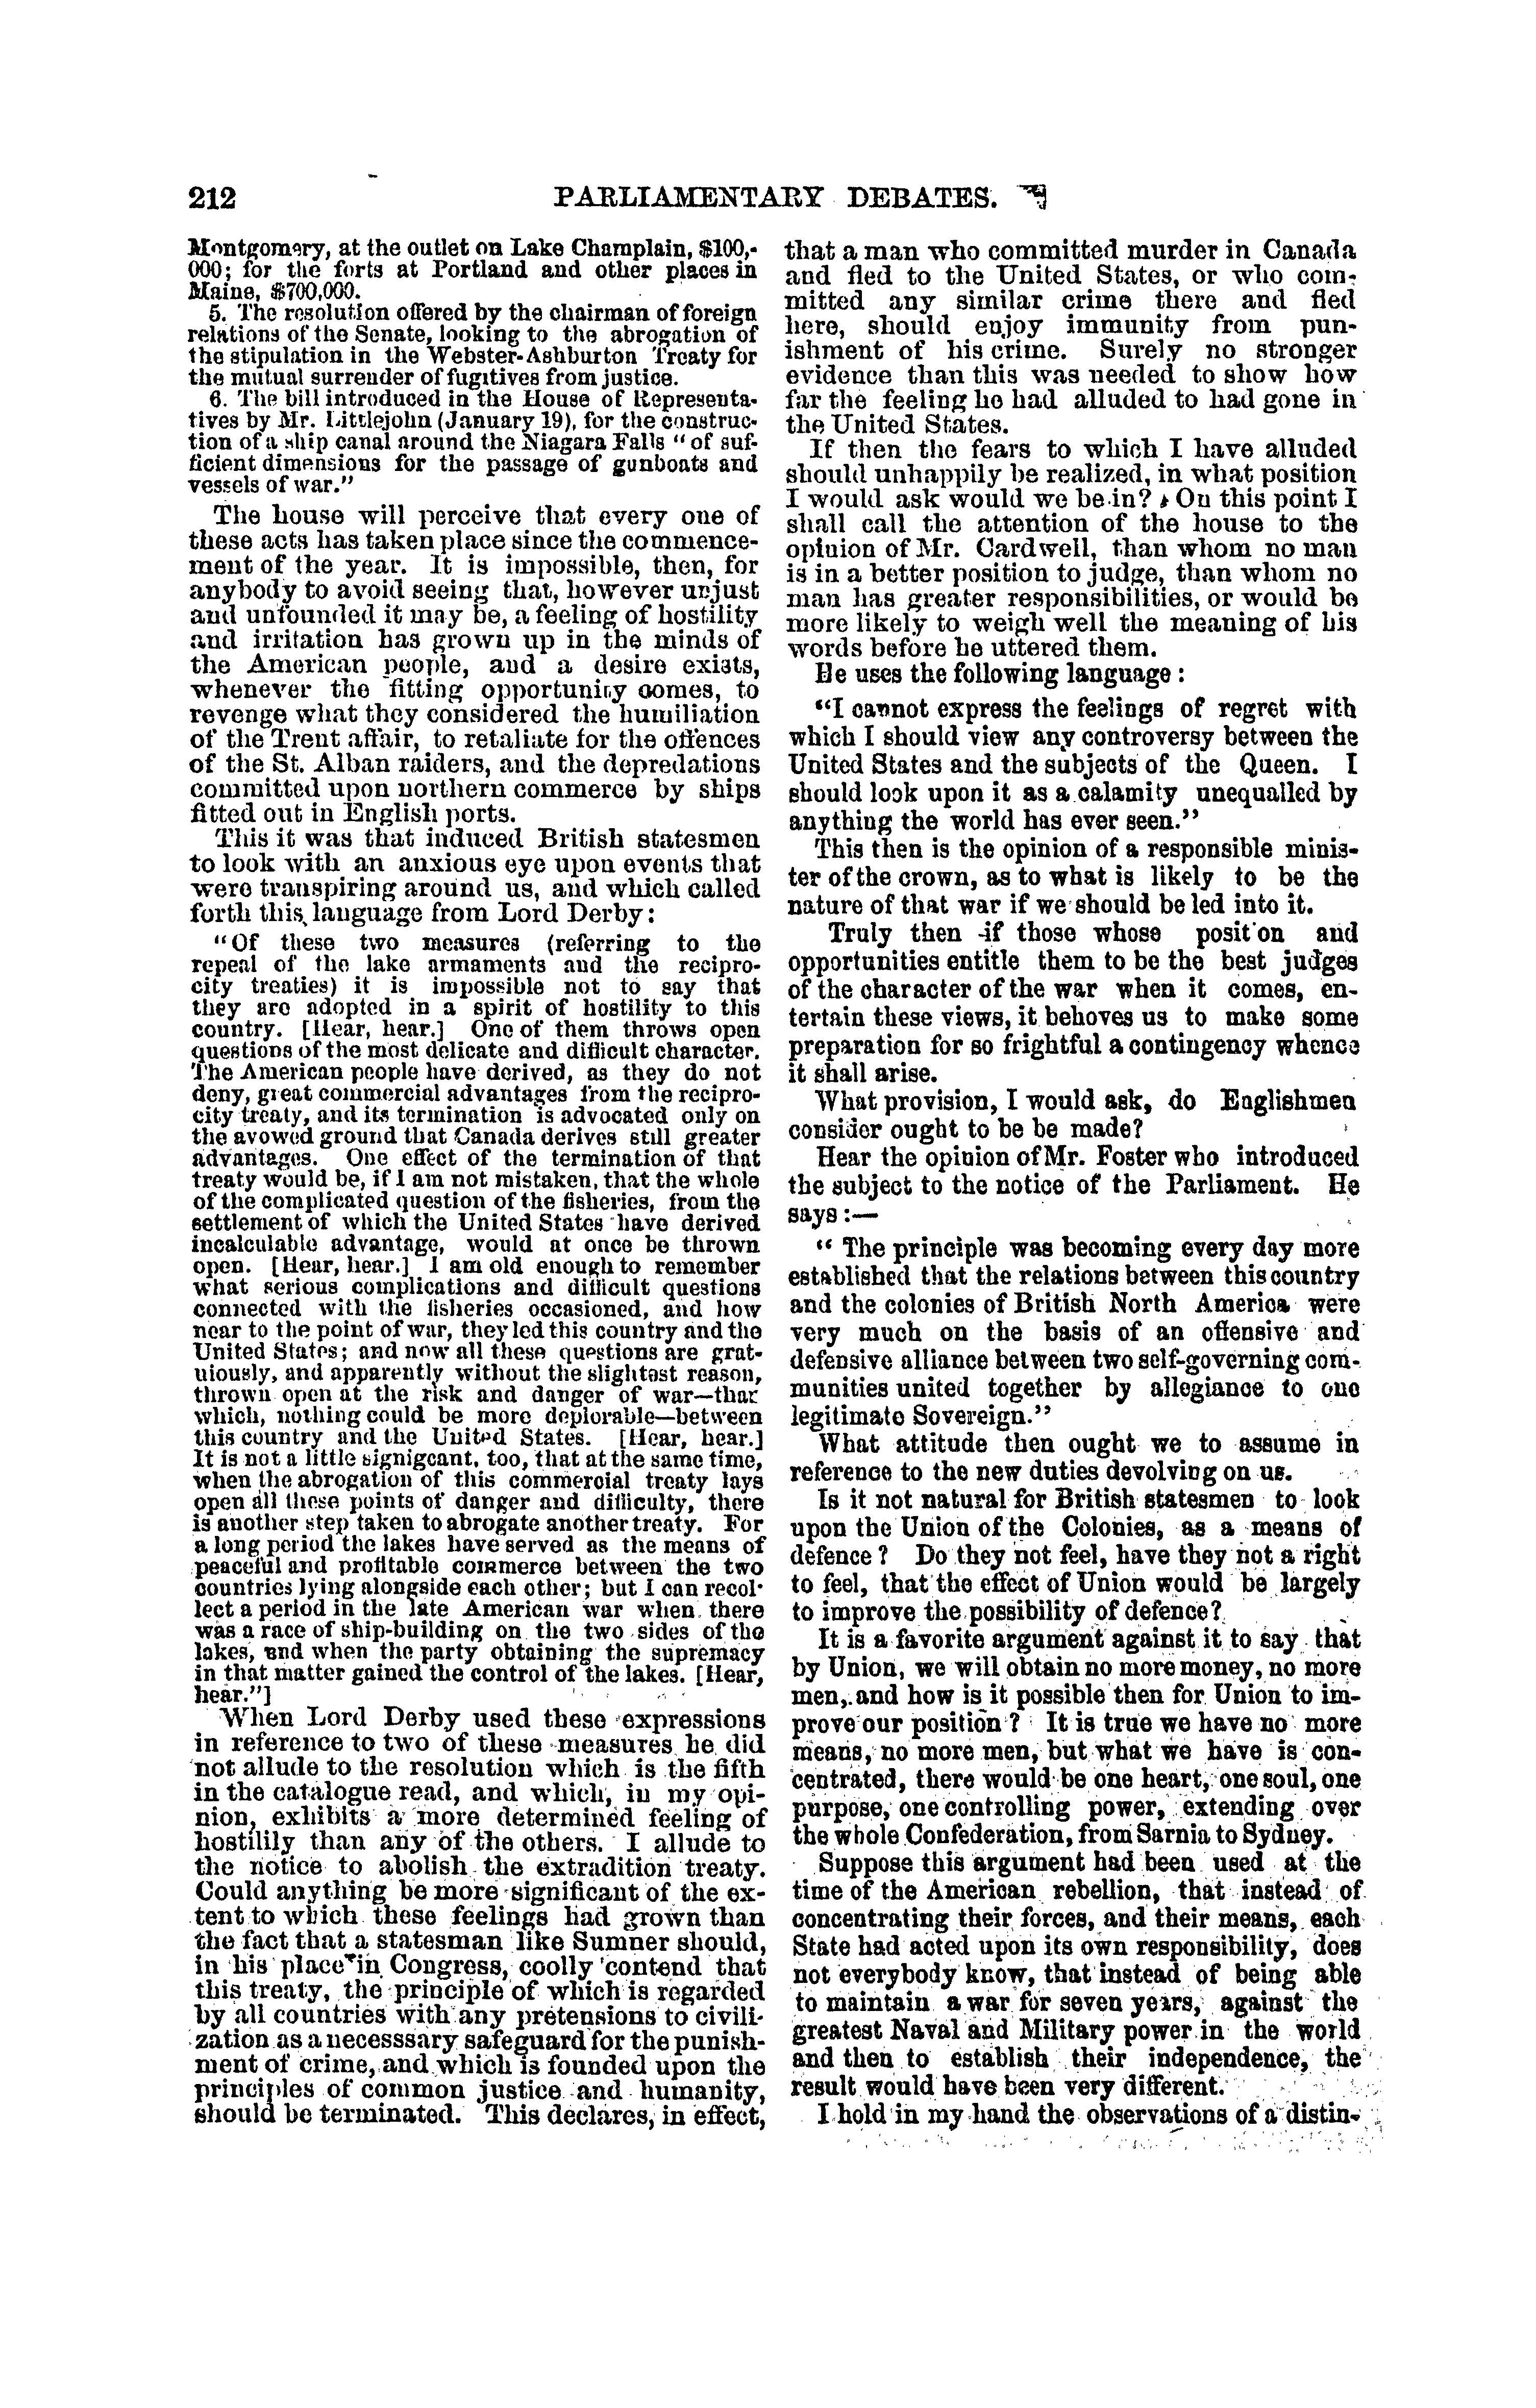 212
PARLIAMENTARY DEBATES.
Montgomery, at the outlet on Lake Champlain, $100,-
000; for the forts at Portland and other places in
Maine, $700,000.
5. The resolution offered by the chairman of foreign
relations of the Senate, looking to the abrogation of
the stipulation in the Webster-Ashburton Treaty for
the mutual surrender of fugitives from justice.
6. The bill introduced in the House of Representa-
tives by Mr. Littlejohn (January 19), for the construc-
tion of a ship canal around the Niagara Falls "of suf-
ficient dimensions for the passage of gunboats and
vessels of war."
The house will perceive that every one of
these acts has taken place since the commence-
ment of the year. It is impossible, then, for
anybody to avoid seeing that, however unjust
and unfounded it may be, a feeling of hostility
and irritation has grown up in the minds of
the American people, and a desire exists,
whenever the fitting opportunity comes, to
revenge what they considered the humiliation
of the Trent affair, to retaliate for the offences
of the St. Alban raiders, and the depredations
committed upon northern commerce by ships
fitted out in English ports.
This it was that induced British statesmen
to look with an anxious eye upon events that
were transpiring around us, and which called
forth this language from Lord Derby:
"Of these two measures (referring to the
repeal of the lake armaments and the recipro-
city treaties) it is impossible not to say that
they are adopted in a spirit of hostility to this
country. [Hear, hear.] One of them throws open
questions of the most delicate and difficult character.
The American people have derived, as they do not
deny, great commercial advantages from the recipro-
city treaty, and its termination is advocated only on
the avowed ground that Canada derives still greater
advantages. One effect of the termination of that
treaty would be, if I am not mistaken, that the whole
of the complicated question of the fisheries, from the
settlement of which the United States have derived
incalculable advantage, would at once be thrown
open. [Hear, hear.] I am old enough to remember
what serious complications and difficult questions
connected with the fisheries occasioned, and how
near to the point of war, they led this country and the
United States; and now all these questions are grat-
uiously, and apparently without the slightest reason,
thrown open at the risk and danger of war—than
which, nothing could be more deplorable—between
this country and the United States. [Hear, hear.]
It is not a little signigcant, too, that at the same time,
when the abrogation of this commercial treaty lays
open all these points of danger and difficulty, there
is another step taken to abrogate another treaty. For
a long period the lakes have served as the means of
peaceful and profitable commerce between the two
countries lying alongside each other; but I can recol-
lect a period in the late American war when there
was a race of ship-building on the two sides of the
lakes, and when the party obtaining the supremacy
in that matter gained the control of the lakes. [Hear,
hear."]
When Lord Derby used these expressions
in reference to two of these measures he did
not allude to the resolution which is the fifth
in the catalogue read, and which, in my opi-
nion, exhibits a more determined feeling of
hostilily than any of the others. I allude to
the notice to abolish the extradition treaty.
Could anything be more significant of the ex-
tent to which these feelings had grown than
the fact that a statesman like Sumner should,
in his place in Congress, coolly contend that
this treaty, the principle of which is regarded
by all countries with any pretensions to civili-
zation as a necesssary safeguard for the punish-
ment of crime, and which is founded upon the
principles of common justice and humanity,
should be terminated. This declares, in effect,
that a man who committed murder in Canada
and fled to the United States, or who com-
mitted any similar crime there and fled
here, should enjoy immunity from pun-
ishment of his crime. Surely no stronger
evidence than this was needed to show how
far the feeling he had alluded to had gone in
the United States.
If then the fears to which I have alluded
should unhappily be realized, in what position
I would ask would we be in? On this point I
shall call the attention of the house to the
opinion of Mr. Cardwell, than whom no man
is in a better position to judge, than whom no
man has greater responsibilities, or would be
more likely to weigh well the meaning of his
words before he uttered them.
He uses the following language:
"I cannot express the feelings of regret with
which I should view any controversy between the
United States and the subjects of the Queen. I
should look upon it as a calamity unequalled by
anything the world has ever seen."
This then is the opinion of a responsible minis-
ter of the crown, as to what is likely to be the
nature of that war if we should be led into it.
Truly then if those whose position and
opportunities entitle them to be the best judges
of the character of the war when it comes, en-
tertain these views, it behoves us to make some
preparation for so frightful a contingency whence
it shall arise.
What provision, I would ask, do Englishmen
consider ought to be be made?
Hear the opinion of Mr. Foster who introduced
the subject to the notice of the Parliament. He
says:—
"The principle was becoming every day more
established that the relations between this country
and the colonies of British North America were
very much on the basis of an offensive and
defensive alliance between two self-governing com-
munities united together by allegiance to one
legitimate Sovereign."
What attitude then ought we to assume in
reference to the new duties devolving on us.
Is it not natural for British statesmen to look
upon the Union of the Colonies, as a means of
defence? Do they not feel, have they not a right
to feel, that the effect of Union would be largely
to improve the possibility of defence?
It is a favorite argument against it to say that
by Union, we will obtain no more money, no more
men, and how is it possible then for Union to im-
prove our position? It is true we have no more
means, no more men, but what we have is con-
centrated, there would be one heart, one soul, one
purpose, one controlling power, extending over
the whole Confederation, from Sarnia to Sydney.
Suppose this argument had been used at the
time of the American rebellion, that instead of
concentrating their forces, and their means, each
State had acted upon its own responsibility, does
not everybody know, that instead of being able
to maintain a war for seven years, against the
greatest Naval and Military power in the world
and then to establish their independence, the
result would have been very different.
I hold in my hand the observations of a distin-